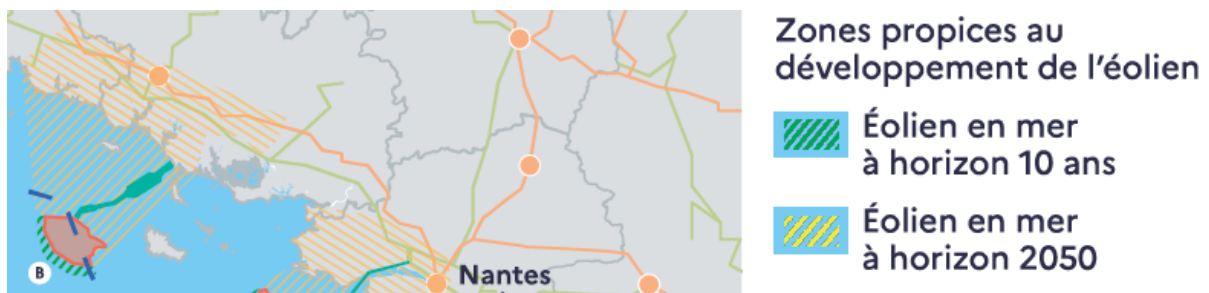 Zones propices au
développement de l'éolien
Éolien en mer
à horizon 10 ans
Éolien en mer
à horizon 2050
B
Nantes